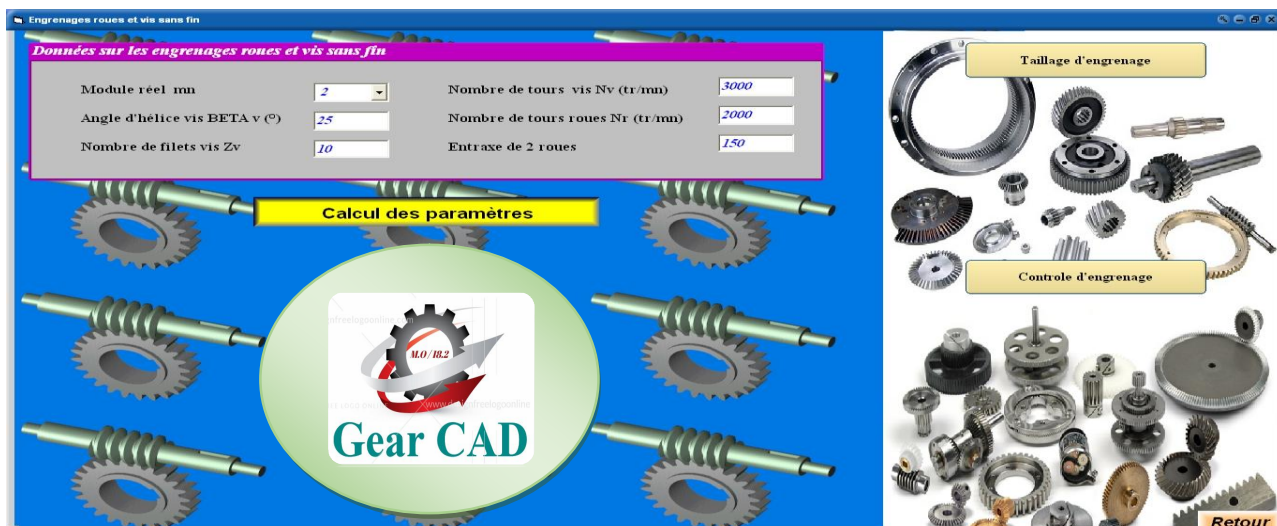 Engrenages roues et vis sans fin
Données sur les engrenages roues et vis sans fin
Module réel mn
2
Nombre de tours vis Nv (tr/mn)
3000
Angle d'hélice vis BETA v (°)
25
Nombre de tours roues Nr (tr/mn)
2000
Nombre de filets vis Zv
10
Entraxe de 2 roues
150
Calcul des paramètres
M.O/18.2
Gear CAD
Taillage d'engrenage
Controle d'engrenage
Retour